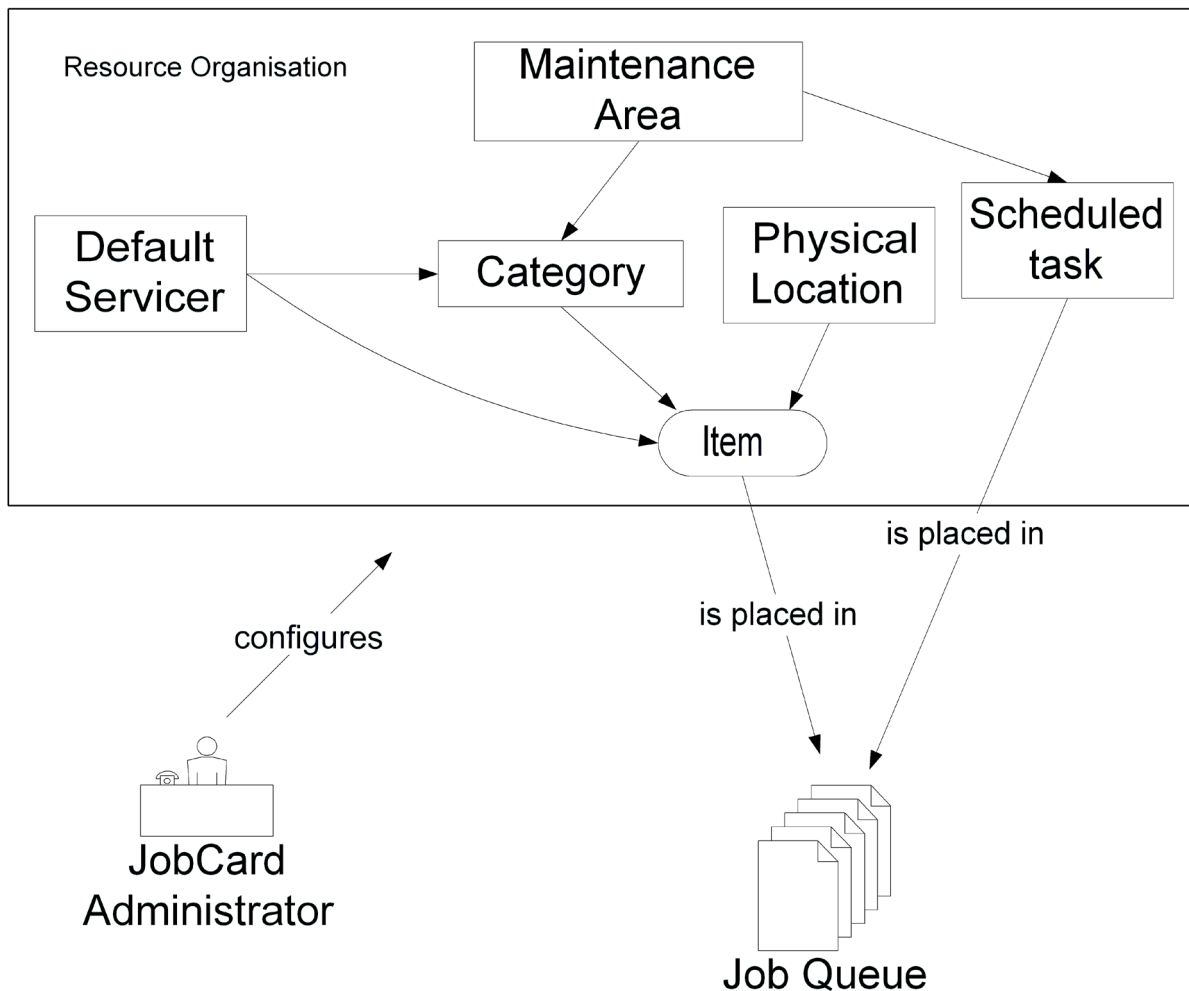 Resource Organisation
Maintenance
Area
Default
Servicer
Category
Physical
Location
Scheduled
task
Item
is placed in
is placed in
configures
JobCard
Administrator
Job Queue